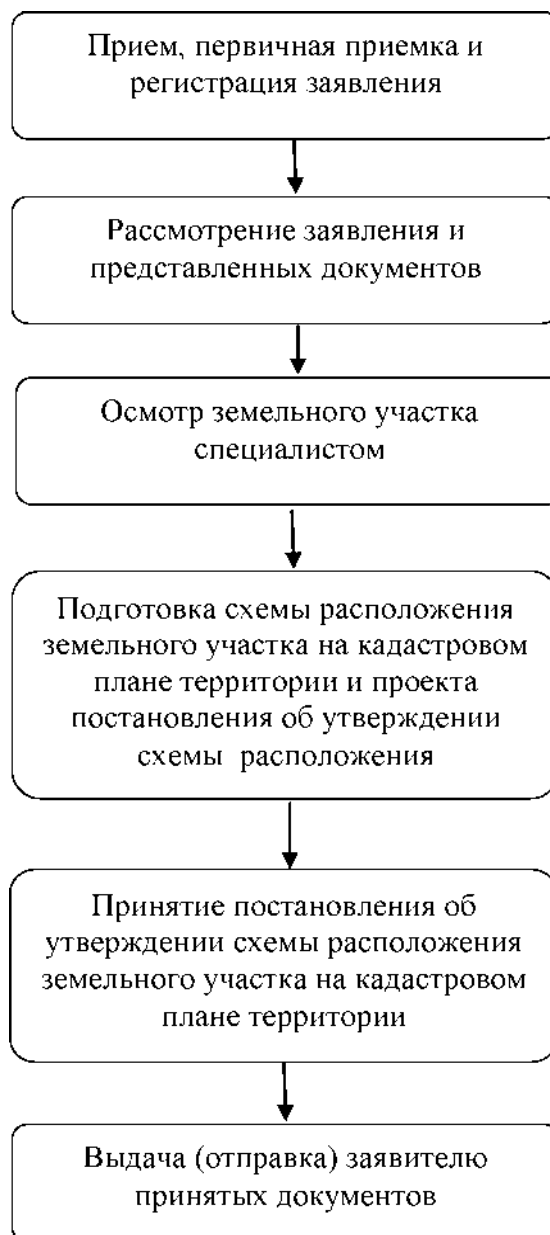 Прием, первичная приемка и
регистрация заявления
Рассмотрение заявления и
представленных документов
Осмотр земельного участка
специалистом
Подготовка схемы расположения
земельного участка на кадастровом
плане территории и проекта
постановления об утверждении
схемы расположения
Принятие постановления об
утверждении схемы расположения
земельного участка на кадастровом
плане территории
Выдача (отправка) заявителю
принятых документов